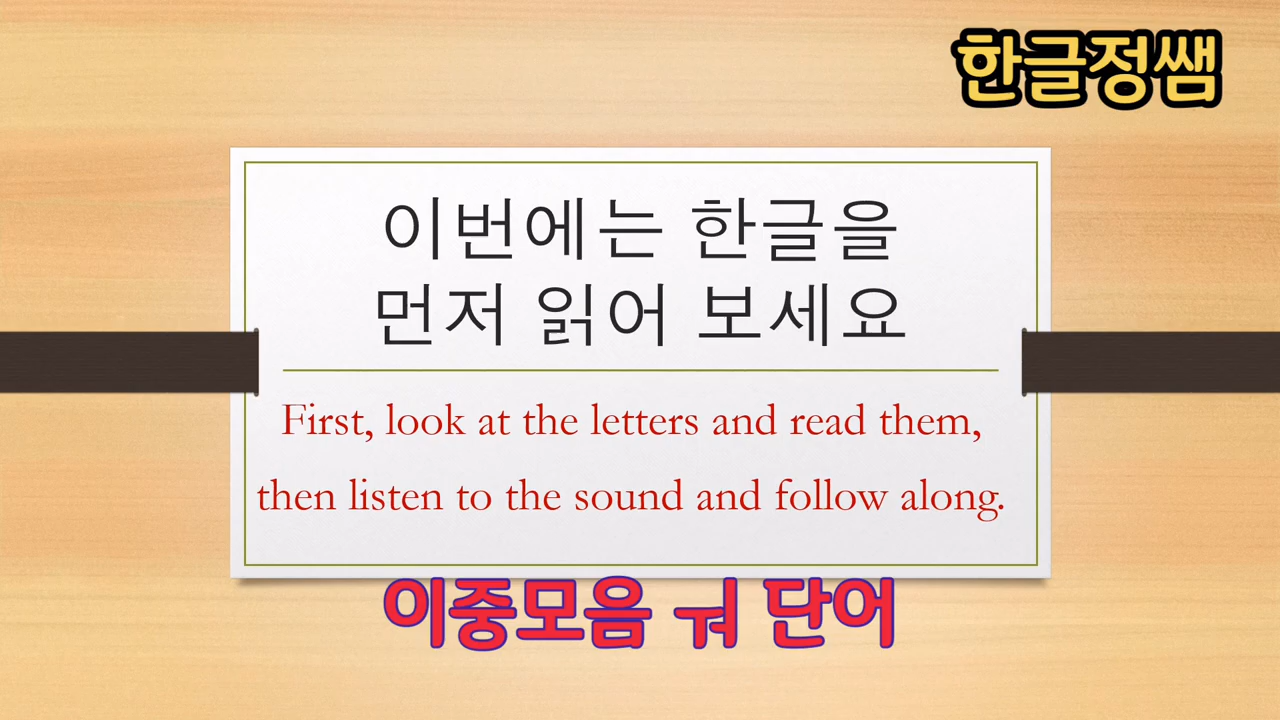 한글정쌤
이번에는 한글을
먼저 읽어 보세요
First, look at the letters and read them,
then listen to the sound and follow along.
이중모음 ㅝ 단어